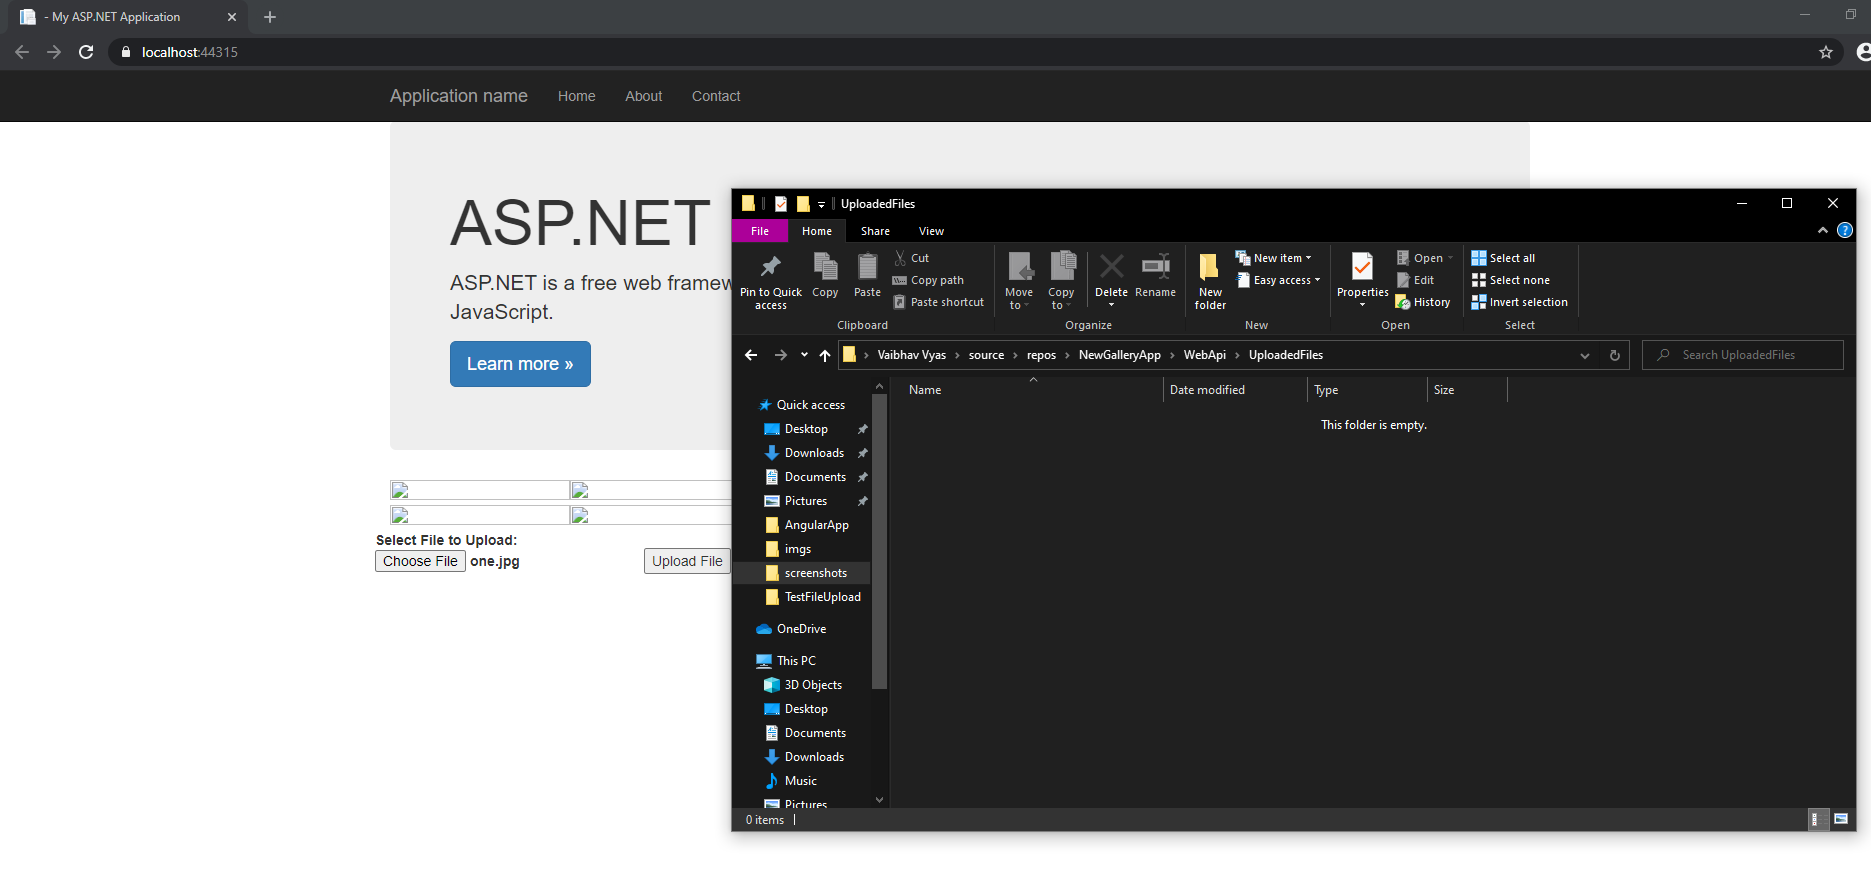 - My ASP.NET Application
localhost:44315
Application name Home About Contact
ASP.NET
ASP.NET is a free web framew
JavaScript.
Learn more »
Select File to Upload:
Choose File one.jpg Upload File
UploadedFiles
File Home Share View
Pin to Quick access
Copy
Paste
Cut
Copy path
Paste shortcut
Clipboard
Move to
Copy to
Delete
Rename
Organize
New folder
New item
Easy access
New
Properties
Open
Edit
History
Open
Select all
Select none
Invert selection
Select
Vaibhav Vyas › source › repos › NewGalleryApp › WebApi › UploadedFiles
Search UploadedFiles
Name Date modified Type Size
This folder is empty.
Quick access
Desktop
Downloads
Documents
Pictures
AngularApp
imgs
screenshots
TestFileUpload
OneDrive
This PC
3D Objects
Desktop
Documents
Downloads
Music
Pictures
0 items